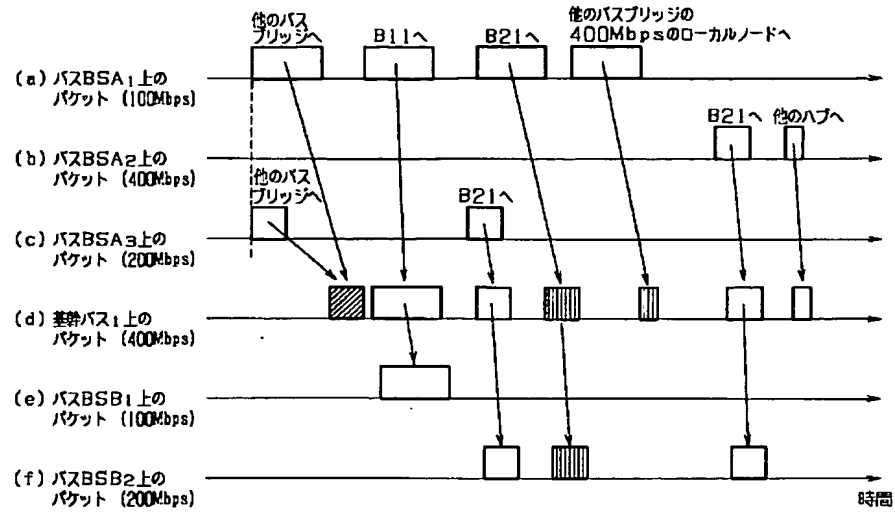 他のバス
ブリッジへ
B11へ
B21へ
他のバスブリッジの
400Mbpsのローカルノードへ
(a) バスBSA1上の
パケット (100Mbps)
B21へ
他のハブへ
(b) バスBSA2上の
パケット (400Mbps)
他のバス
ブリッジへ
B21へ
(c) バスBSA3上の
パケット (200Mbps)
(d) 基幹バス1上の
パケット (400Mbps)
(e) バスBSB1上の
パケット (100Mbps)
(f) バスBSB2上の
パケット (200Mbps)
時間